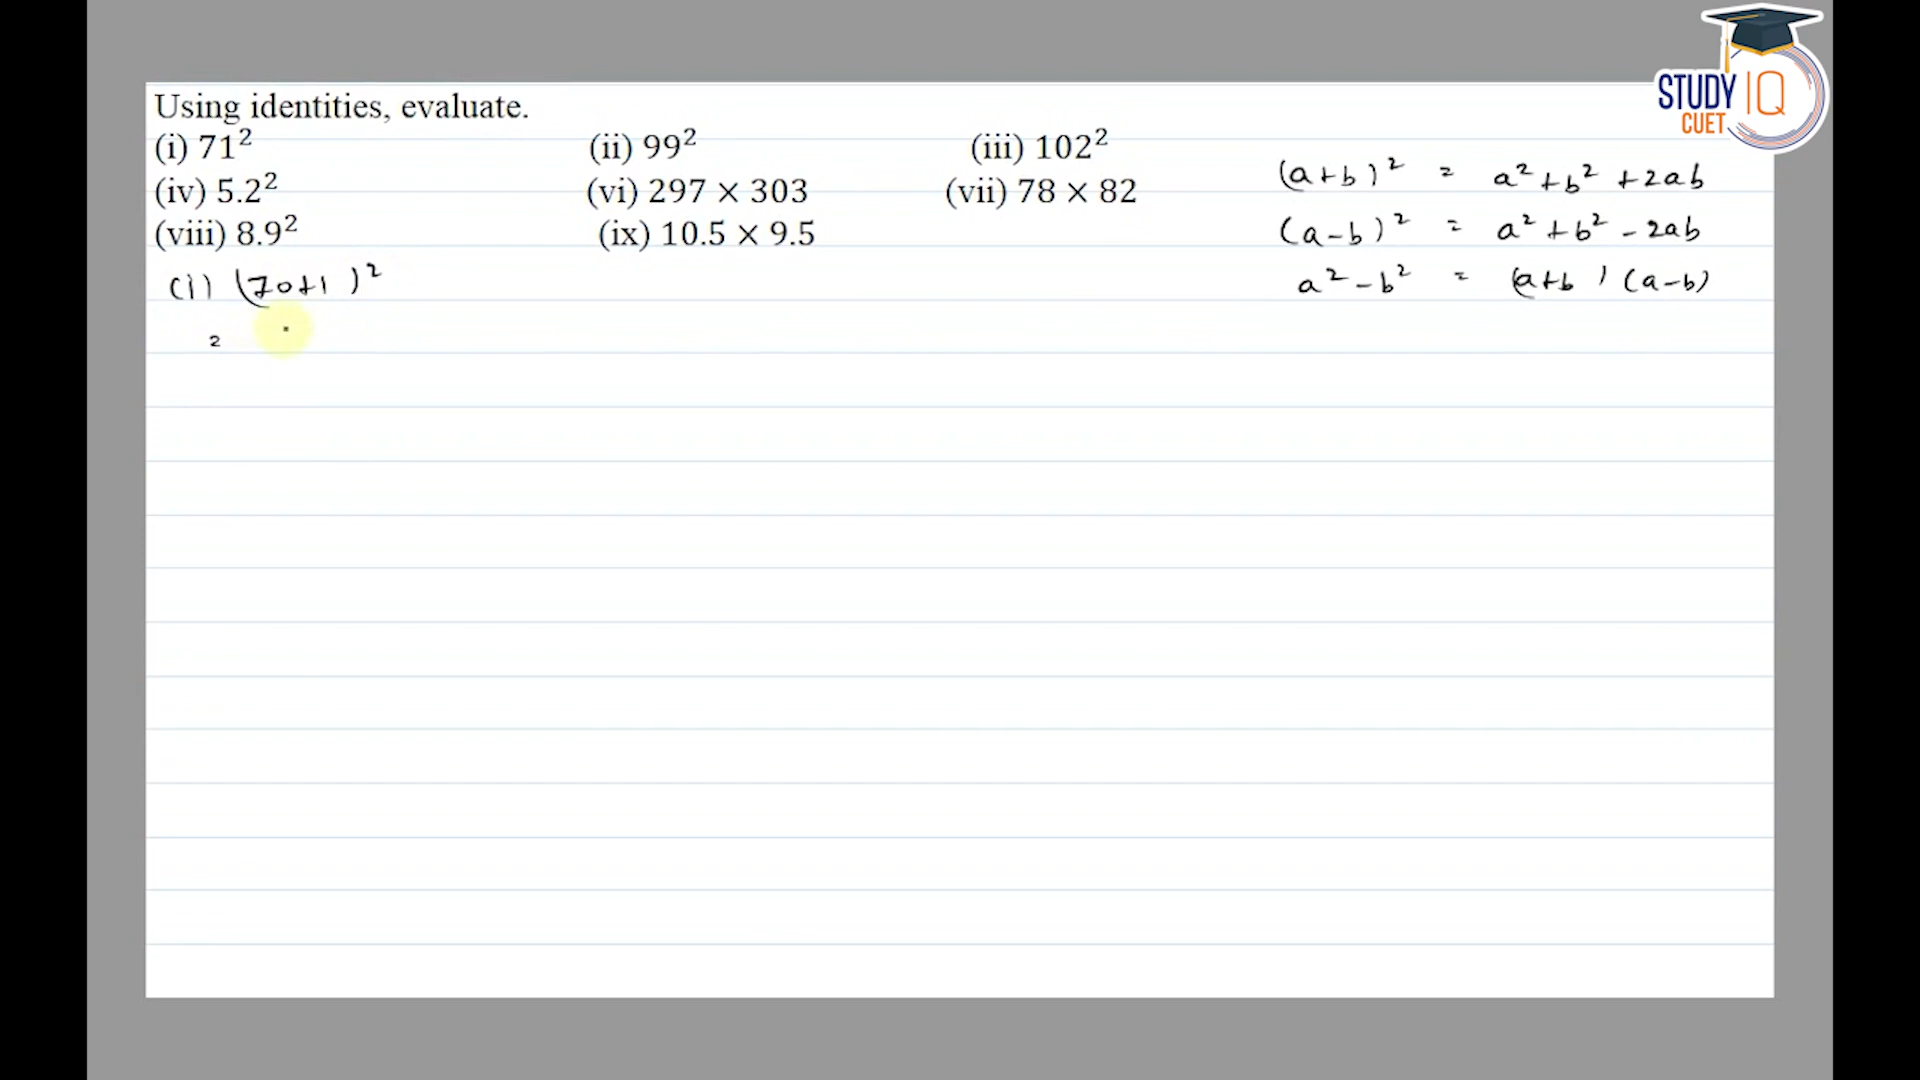 STUDY IQ
CUET
Using identities, evaluate.
(i) 71² (ii) 99² (iii) 102²
(iv) 5.2² (vi) 297 × 303 (vii) 78 × 82
(viii) 8.9² (ix) 10.5 × 9.5
(a+b)² = a²+b²+2ab
(a-b)² = a²+b²-2ab
a²-b² = (a+b)(a-b)
(i) (70+1)²
=